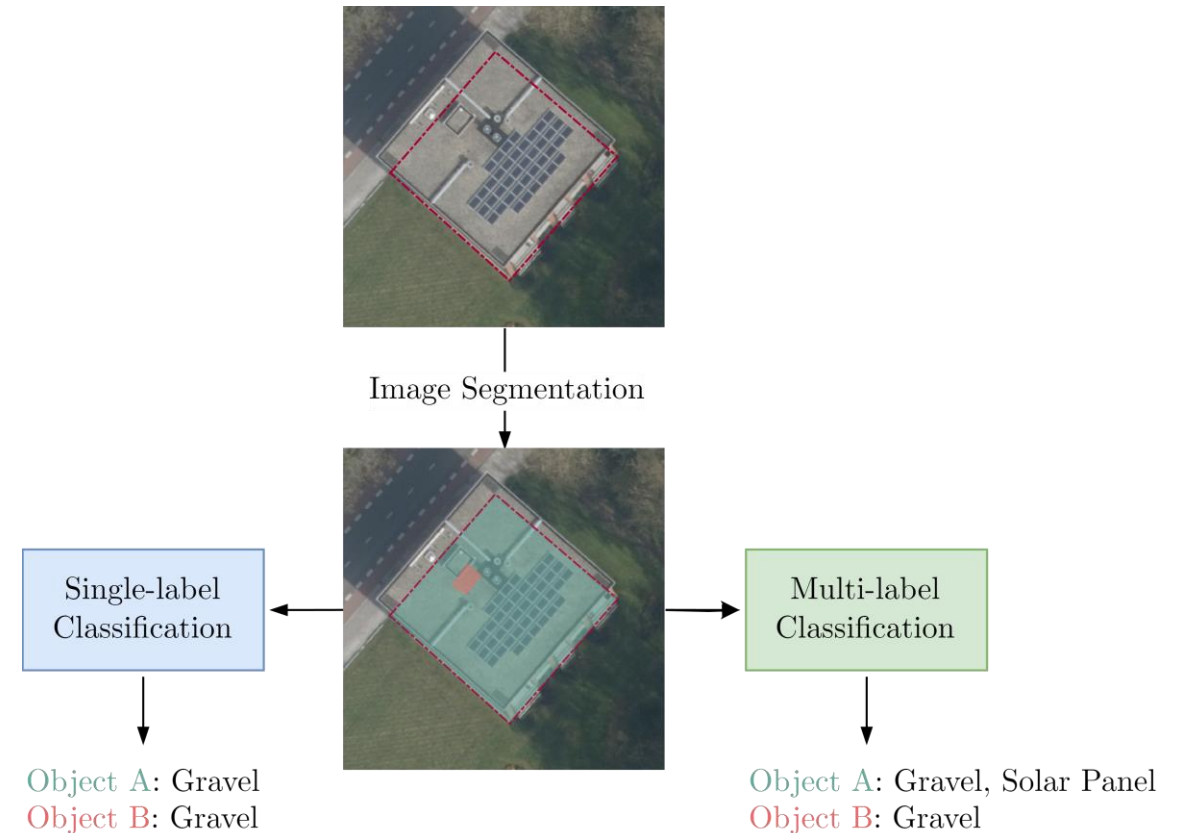 Image Segmentation
Single-label
Classification
Multi-label
Classification
Object A: Gravel
Object B: Gravel
Object A: Gravel, Solar Panel
Object B: Gravel